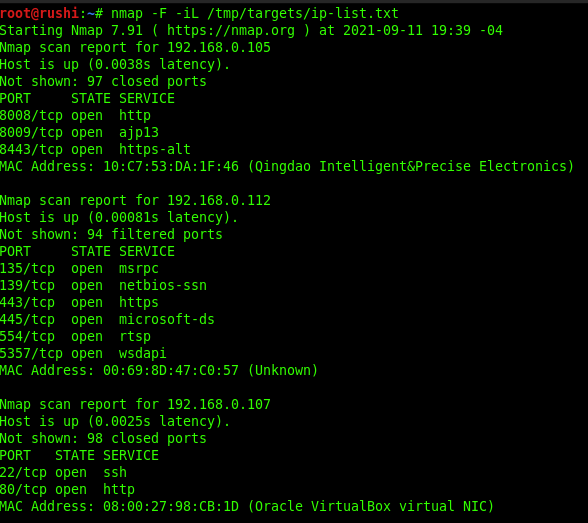 root@rushi:~# nmap -F -iL /tmp/targets/ip-list.txt
Starting Nmap 7.91 ( https://nmap.org ) at 2021-09-11 19:39 -04
Nmap scan report for 192.168.0.105
Host is up (0.0038s latency).
Not shown: 97 closed ports
PORT     STATE SERVICE
8008/tcp open  http
8009/tcp open  ajp13
8443/tcp open  https-alt
MAC Address: 10:C7:53:DA:1F:46 (Qingdao Intelligent&Precise Electronics)

Nmap scan report for 192.168.0.112
Host is up (0.00081s latency).
Not shown: 94 filtered ports
PORT     STATE SERVICE
135/tcp  open  msrpc
139/tcp  open  netbios-ssn
443/tcp  open  https
445/tcp  open  microsoft-ds
554/tcp  open  rtsp
5357/tcp open  wsdapi
MAC Address: 00:69:8D:47:C0:57 (Unknown)

Nmap scan report for 192.168.0.107
Host is up (0.0025s latency).
Not shown: 98 closed ports
PORT   STATE SERVICE
22/tcp open  ssh
80/tcp open  http
MAC Address: 08:00:27:98:CB:1D (Oracle VirtualBox virtual NIC)